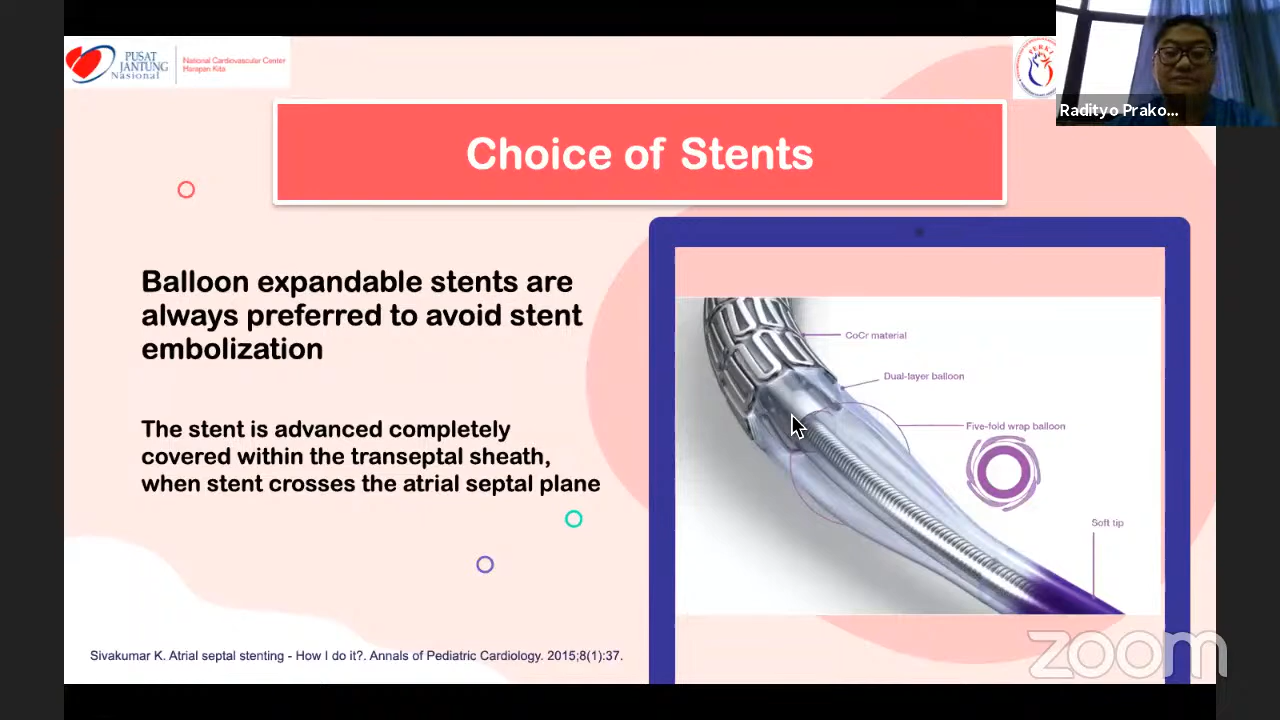 PUSAT
JANTUNG
Nasional
National Cardiovascular Center
Harapan Kita
PERKI
Radityo Prako...
Choice of Stents
Balloon expandable stents are
always preferred to avoid stent
embolization
The stent is advanced completely
covered within the transeptal sheath,
when stent crosses the atrial septal plane
CoCr material
Dual-layer balloon
Five-fold wrap balloon
Soft tip
Sivakumar K. Atrial septal stenting - How I do it?. Annals of Pediatric Cardiology. 2015;8(1):37.
zoom